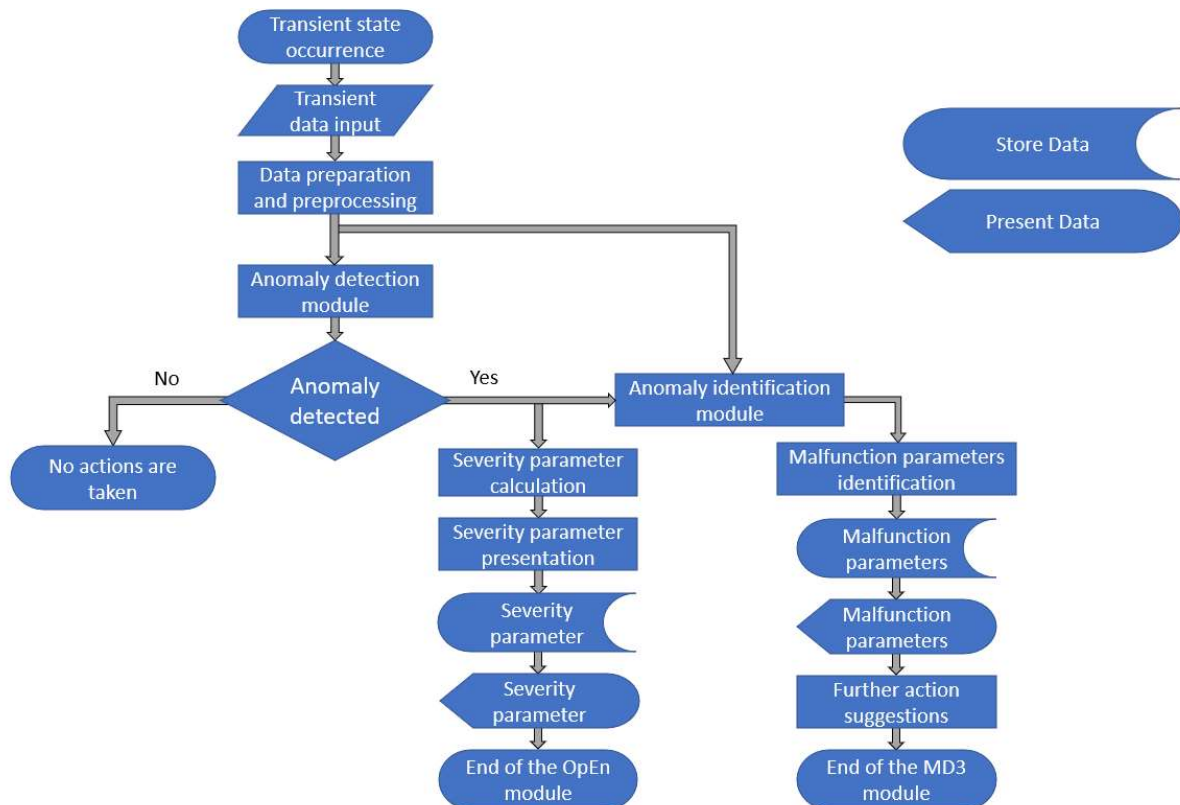 Transient state
occurrence
Transient
data input
Data preparation
and preprocessing
Store Data
Present Data
Anomaly detection
module
No
Anomaly
detected
Yes
Anomaly identification
module
No actions are
taken
Severity parameter
calculation
Severity parameter
presentation
Severity
parameter
Severity
parameter
End of the OpEn
module
Malfunction parameters
identification
Malfunction
parameters
Malfunction
parameters
Further action
suggestions
End of the MD3
module